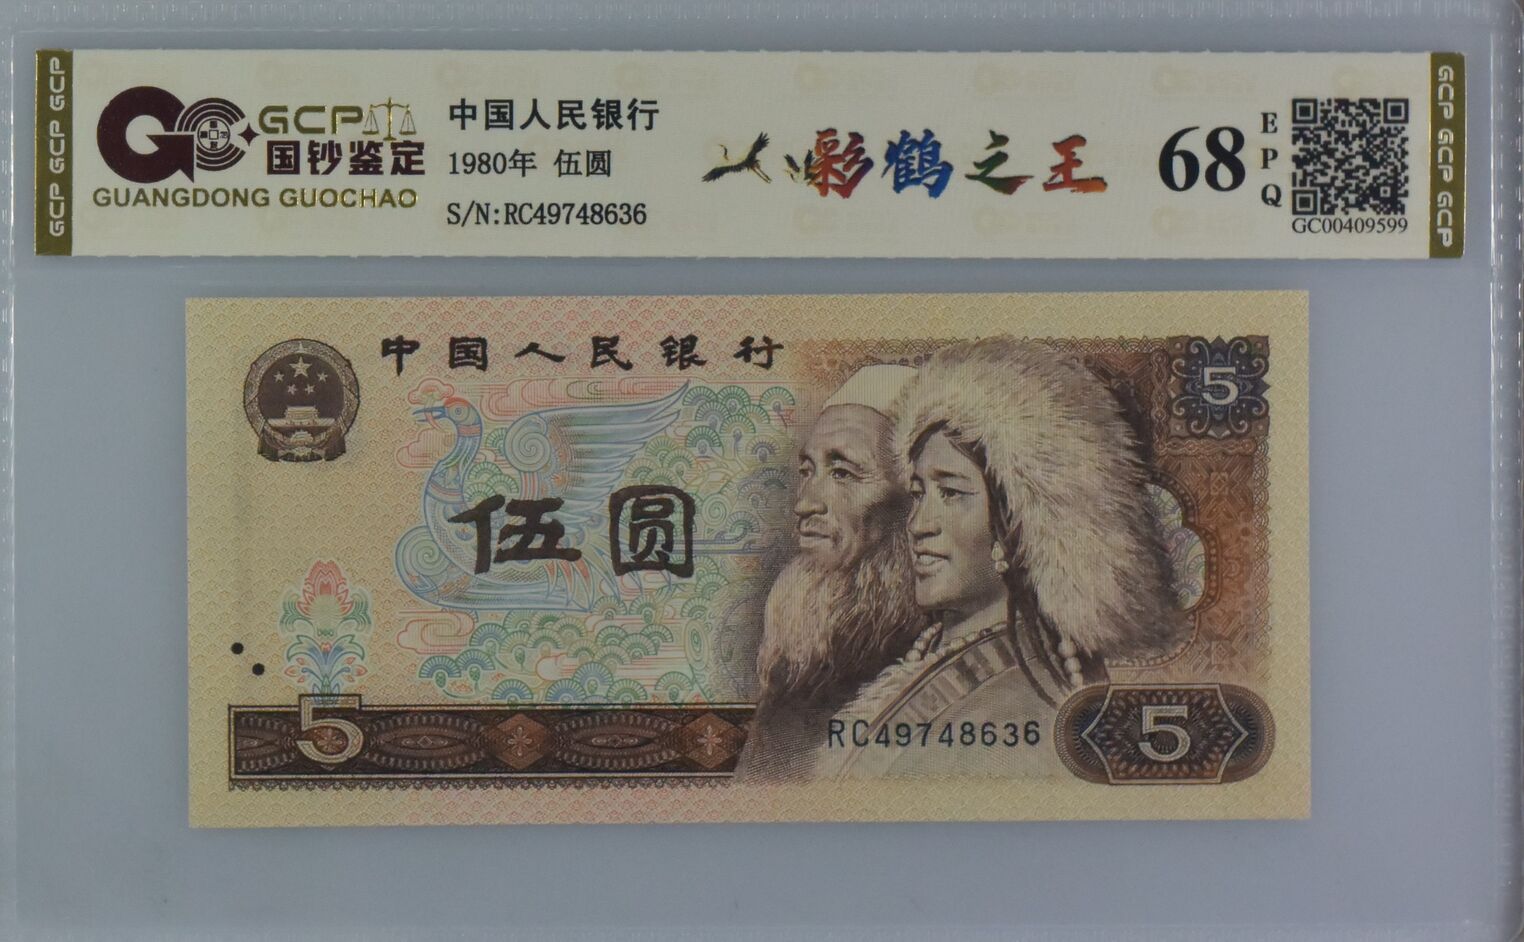 GCP GCP GCP
GCP
国钞鉴定
GUANGDONG GUOCHAO
中国人民银行
1980年 伍圆
S/N:RC49748636
彩鹤之王
68
EPQ
GC00409599
GCP GCP GCP
中国人民银行
5
伍圆
5
RC49748636
5